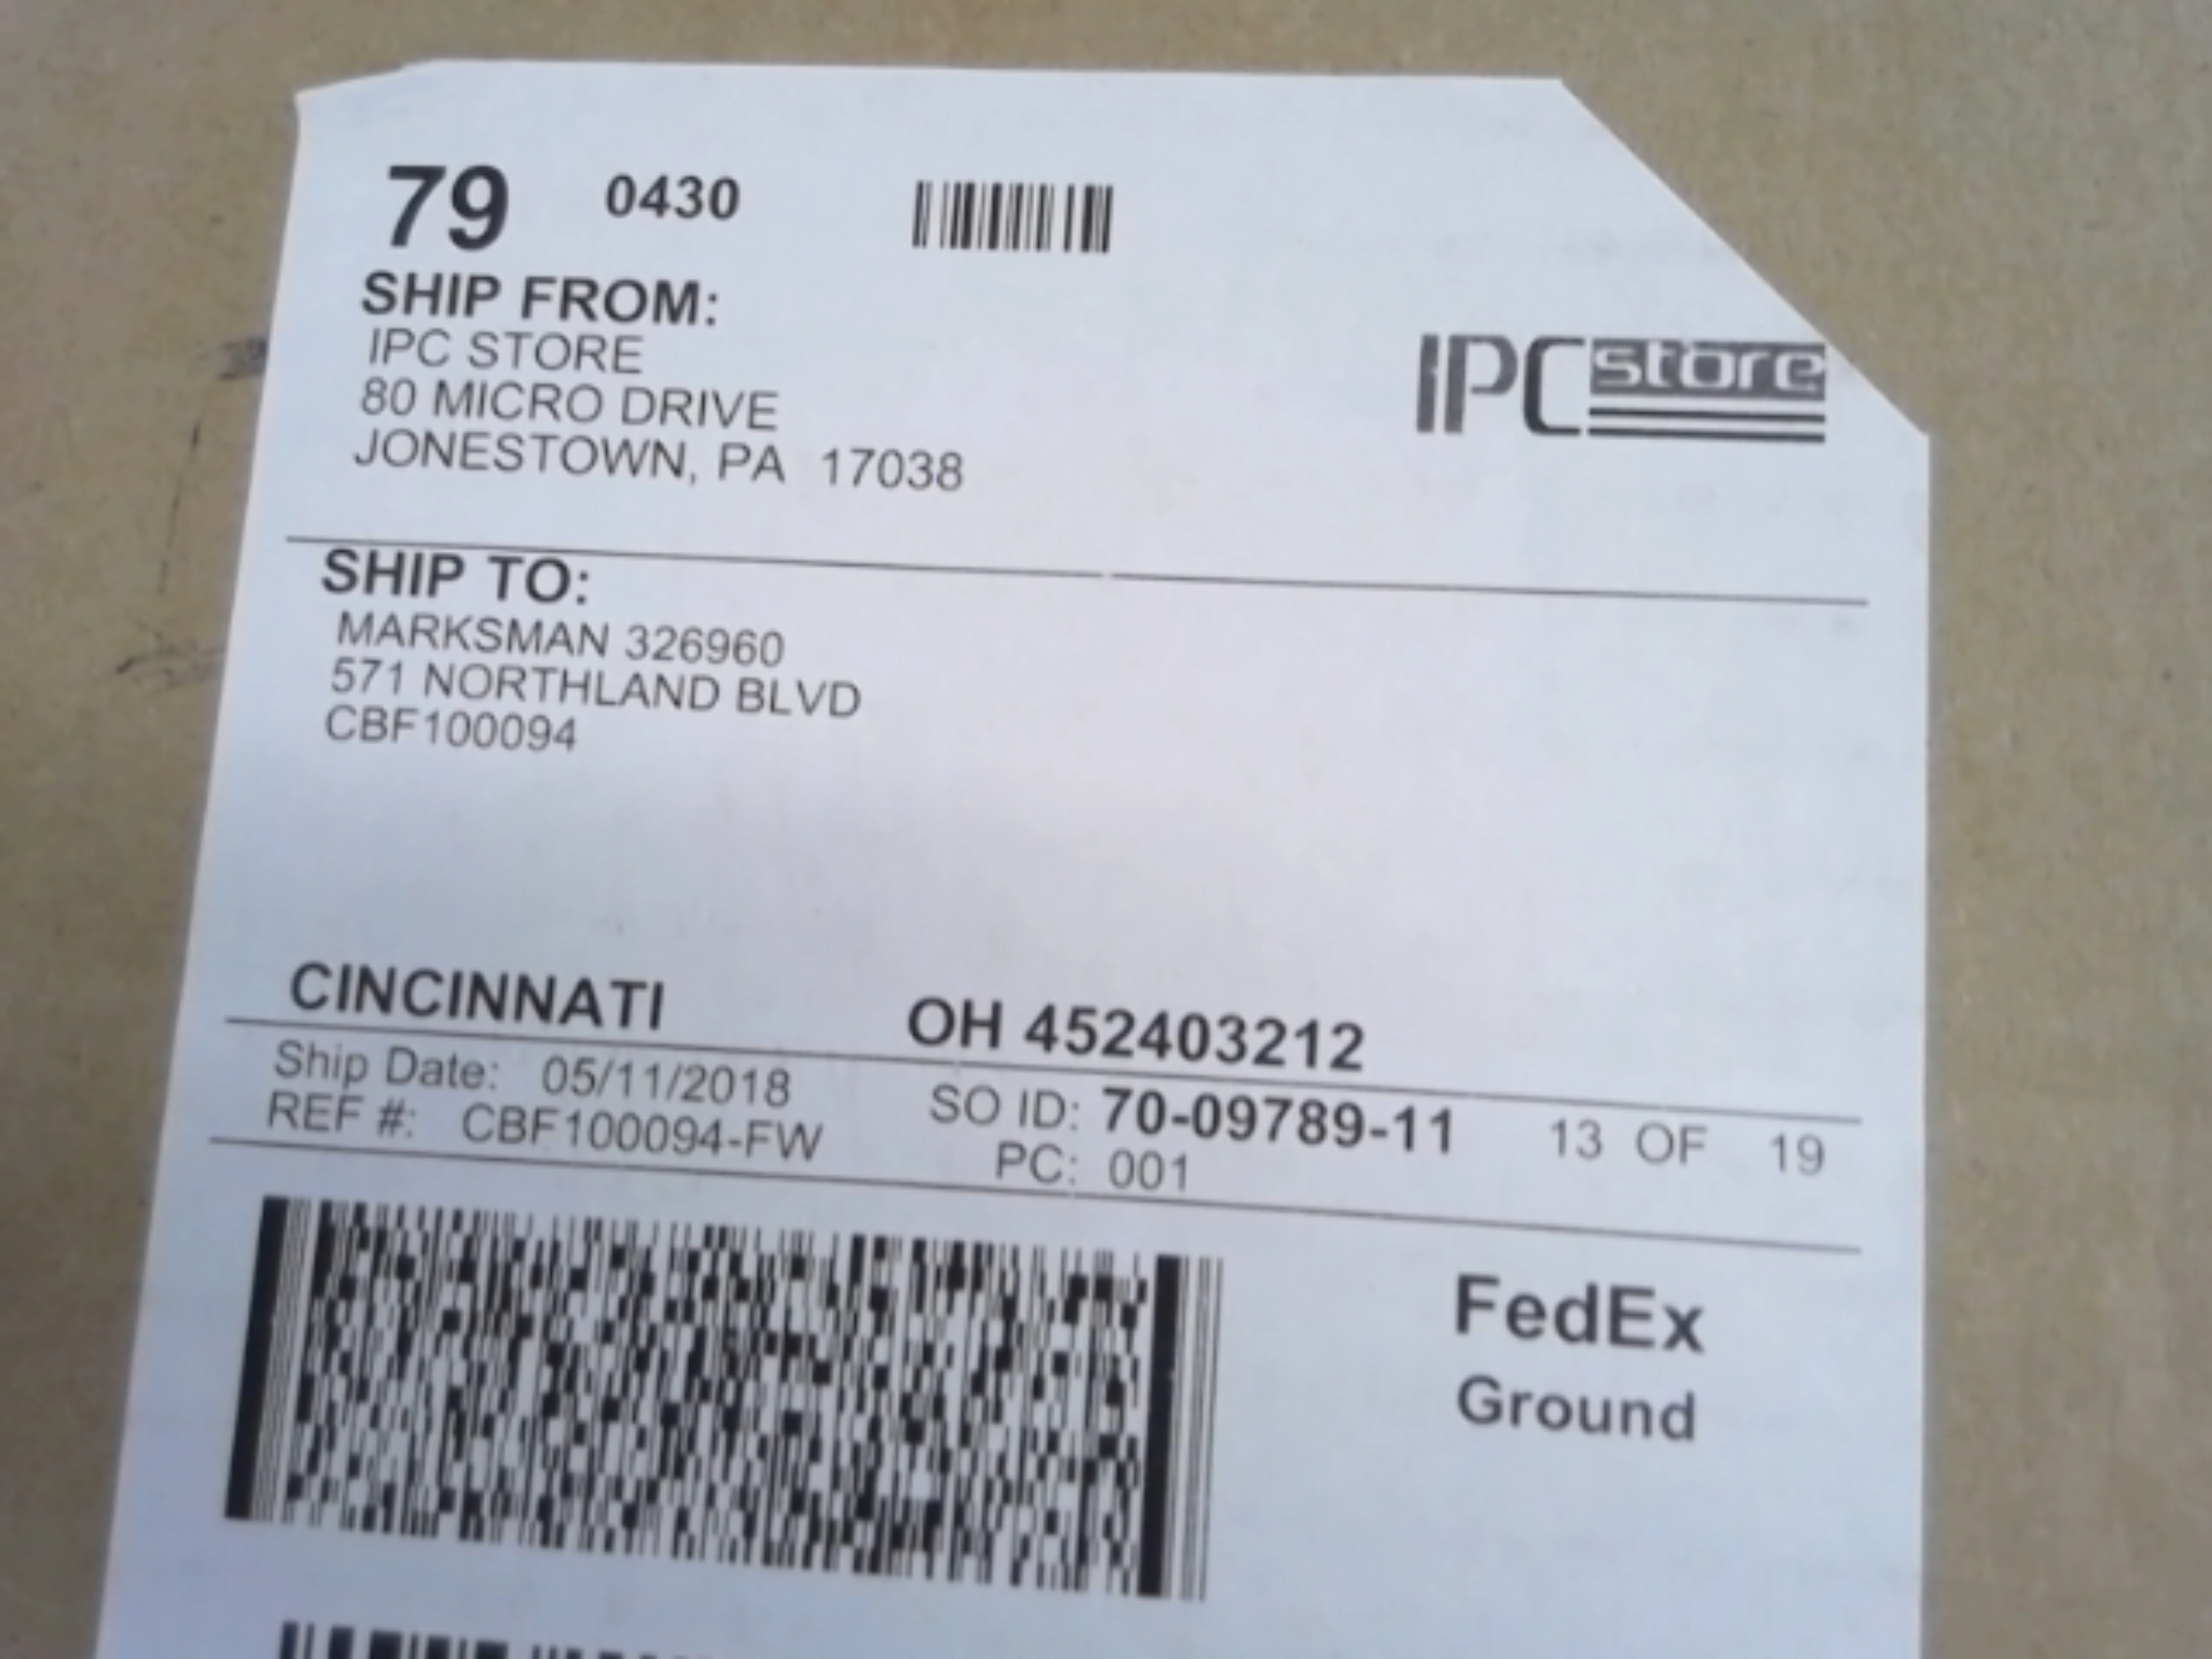 79 0430
SHIP FROM:
IPC STORE
80 MICRO DRIVE
JONESTOWN, PA 17038
IPC store
SHIP TO:
MARKSMAN 326960
571 NORTHLAND BLVD
CBF100094
CINCINNATI OH 452403212
Ship Date: 05/11/2018 SO ID: 70-09789-11 13 OF 19
REF #: CBF100094-FW PC: 001
FedEx
Ground